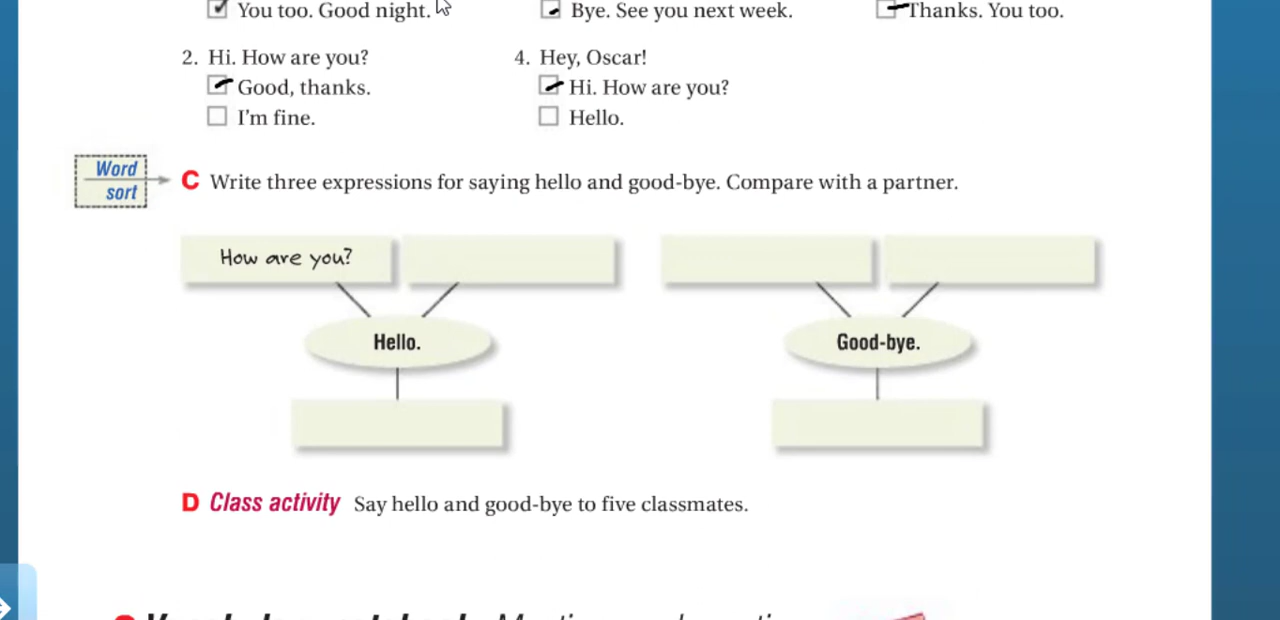 You too. Good night.
Bye. See you next week.
Thanks. You too.
2. Hi. How are you?
Good, thanks.
I'm fine.
4. Hey, Oscar!
Hi. How are you?
Hello.
Word
sort
C Write three expressions for saying hello and good-bye. Compare with a partner.
How are you?
Hello.
Good-bye.
D Class activity Say hello and good-bye to five classmates.